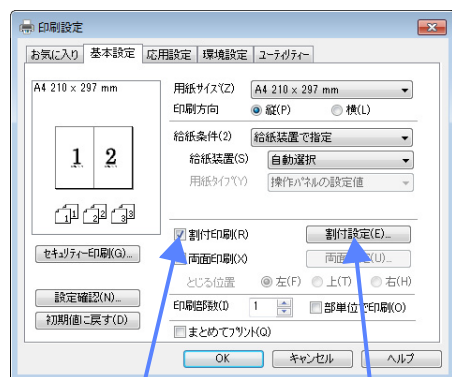 印刷設定
お気に入り 基本設定 応用設定 環境設定 ユーティリティー
A4 210 x 297 mm
1 2
1 1 2 2 3 3
セキュリティー印刷(G)...
設定確認(N)...
初期値に戻す(D)
用紙サイズ(Z) A4 210 x 297 mm
印刷方向 縦(P) 横(L)
給紙条件(2) 給紙装置で指定
給紙装置(S) 自動選択
用紙タイプ(Y) 操作パネルの設定値
割付印刷(R) 割付設定(E)...
両面印刷(X) (U)...
とじる位置 左(F) 上(T) 右(H)
印刷部数(I) 1 部単位で印刷(O)
まとめてプリント(Q)
OK キャンセル ヘルプ